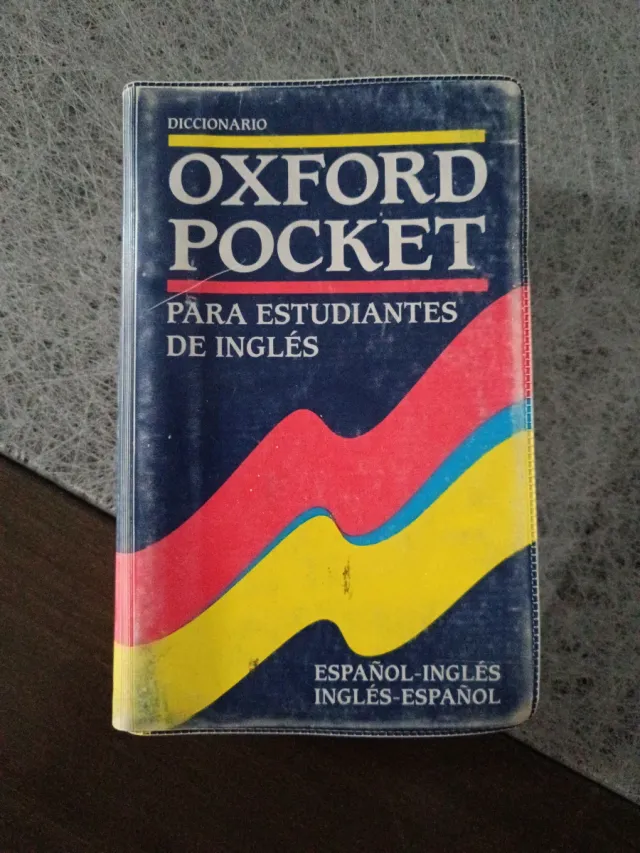 DICCIONARIO
OXFORD
POCKET
PARA ESTUDIANTES
DE INGLÉS
ESPAÑOL-INGLÉS
INGLÉS-ESPAÑOL